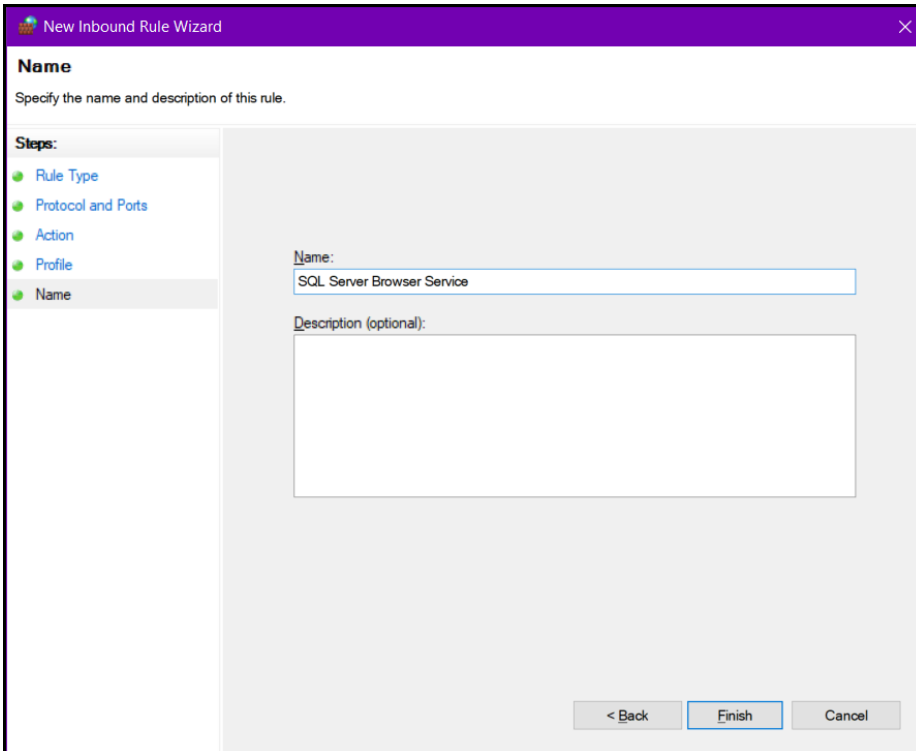 New Inbound Rule Wizard
Name
Specify the name and description of this rule.
Steps:
Rule Type
Protocol and Ports
Action
Profile
Name
Name:
SQL Server Browser Service
Description (optional):
< Back
Finish
Cancel